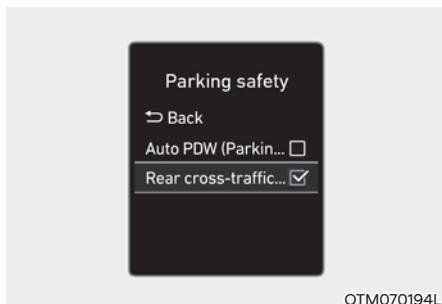 Parking safety
⮌ Back
Auto PDW (Parkin...
Rear cross-traffic...
OTM070194L